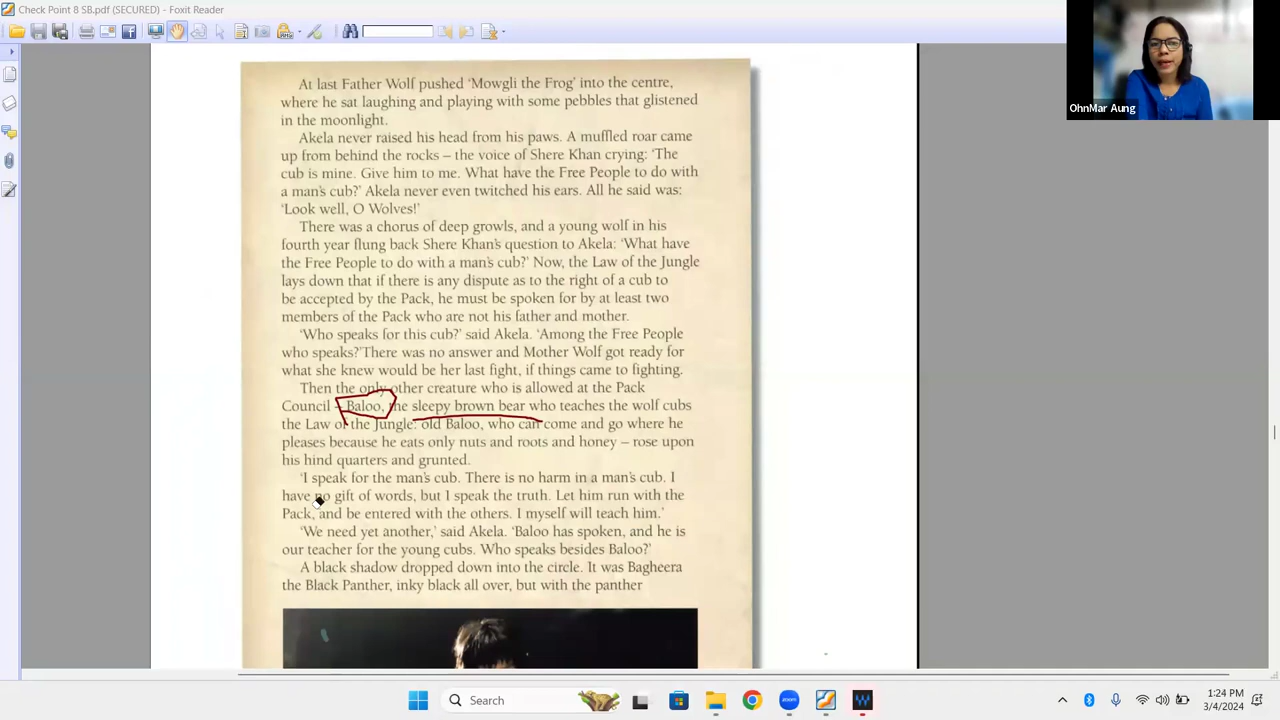 Check Point 8 SB.pdf (SECURED) - Foxit Reader
OhnMar Aung
At last Father Wolf pushed ‘Mowgli the Frog’ into the centre,
where he sat laughing and playing with some pebbles that glistened
in the moonlight.
Akela never raised his head from his paws. A muffled roar came
up from behind the rocks – the voice of Shere Khan crying: ‘The
cub is mine. Give him to me. What have the Free People to do with
a man’s cub?’ Akela never even twitched his ears. All he said was:
‘Look well, O Wolves!’
There was a chorus of deep growls, and a young wolf in his
fourth year flung back Shere Khan’s question to Akela: ‘What have
the Free People to do with a man’s cub?’ Now, the Law of the Jungle
lays down that if there is any dispute as to the right of a cub to
be accepted by the Pack, he must be spoken for by at least two
members of the Pack who are not his father and mother.
‘Who speaks for this cub?’ said Akela. ‘Among the Free People
who speaks?’ There was no answer and Mother Wolf got ready for
what she knew would be her last fight, if things came to fighting.
Then the only other creature who is allowed at the Pack
Council – Baloo, the sleepy brown bear who teaches the wolf cubs
the Law of the Jungle: old Baloo, who can come and go where he
pleases because he eats only nuts and roots and honey – rose upon
his hind quarters and grunted.
‘I speak for the man’s cub. There is no harm in a man’s cub. I
have no gift of words, but I speak the truth. Let him run with the
Pack, and be entered with the others. I myself will teach him.’
‘We need yet another,’ said Akela. ‘Baloo has spoken, and he is
our teacher for the young cubs. Who speaks besides Baloo?’
A black shadow dropped down into the circle. It was Bagheera
the Black Panther, inky black all over, but with the panther
Search
1:24 PM
3/4/2024